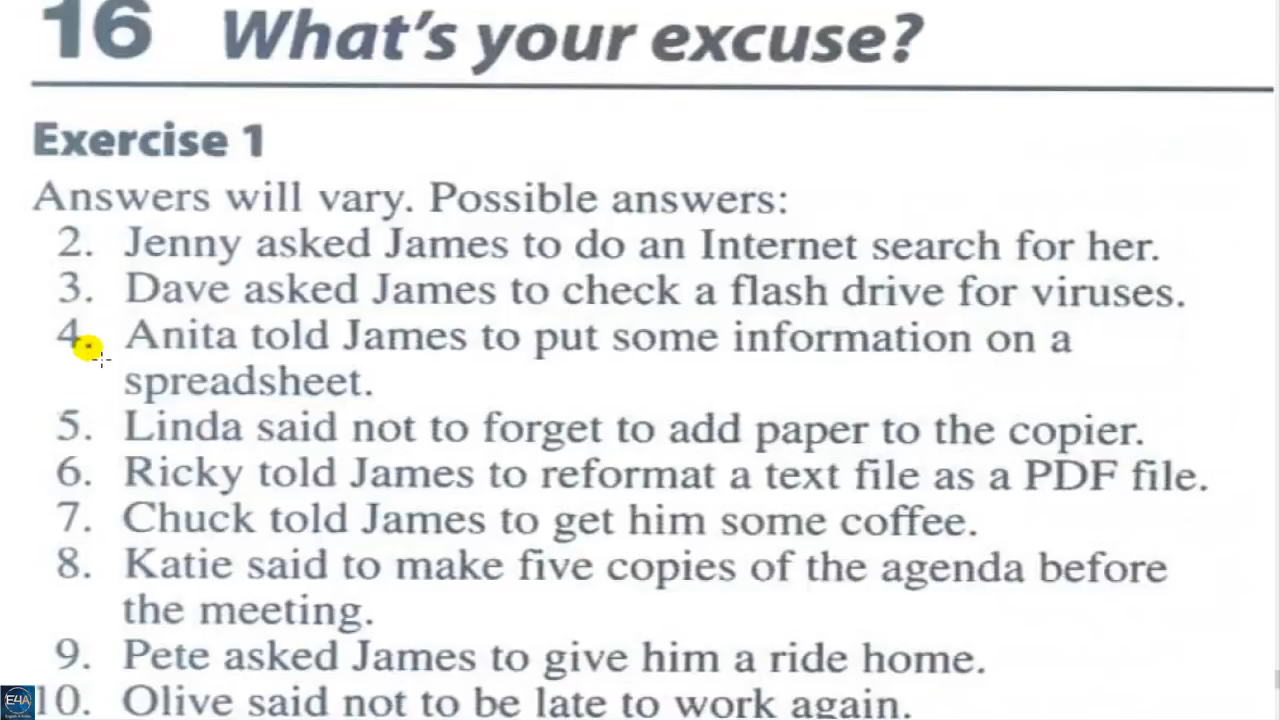 16 What's your excuse?
Exercise 1
Answers will vary. Possible answers:
2. Jenny asked James to do an Internet search for her.
3. Dave asked James to check a flash drive for viruses.
4. Anita told James to put some information on a
spreadsheet.
5. Linda said not to forget to add paper to the copier.
6. Ricky told James to reformat a text file as a PDF file.
7. Chuck told James to get him some coffee.
8. Katie said to make five copies of the agenda before
the meeting.
9. Pete asked James to give him a ride home.
10. Olive said not to be late to work again.
E4A